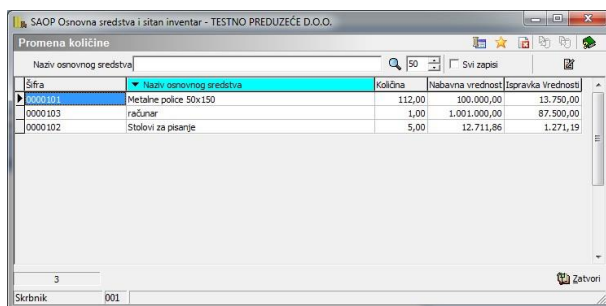 SAOP Osnovna sredstva i sitan inventar - TESTNO PREDUZEĆE D.O.O.
Promena količine
Naziv osnovnog sredstva 50 Svi zapisi
Šifra Naziv osnovnog sredstva Količina Nabavna vrednost Ispravka Vrednosti
0000101 Metalne police 50x150 112,00 100.000,00 13.750,00
0000103 računar 1,00 1.001.000,00 87.500,00
0000102 Stolovi za pisanje 5,00 12.711,86 1.271,19
3 Zatvori
Skrbnik 001